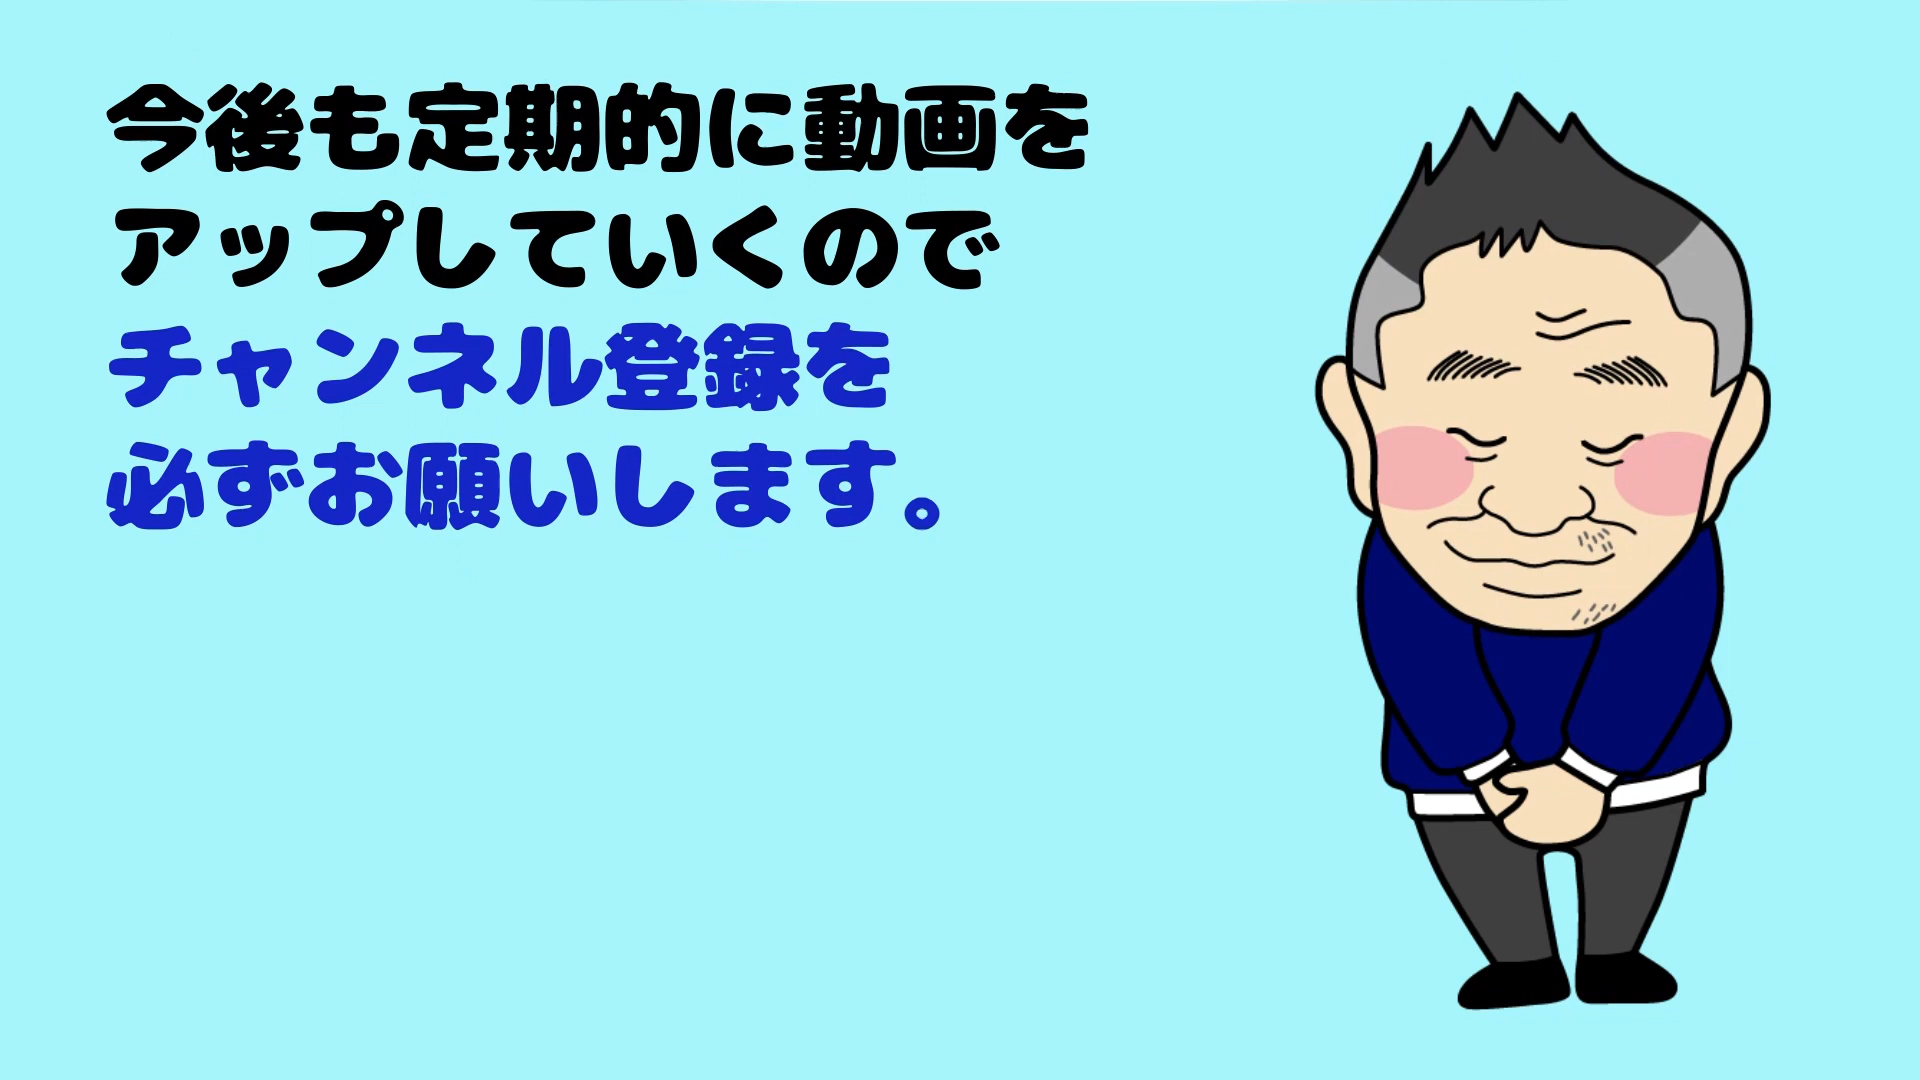 今後も定期的に動画を
アップしていくので
チャンネル登録を
必ずお願いします。